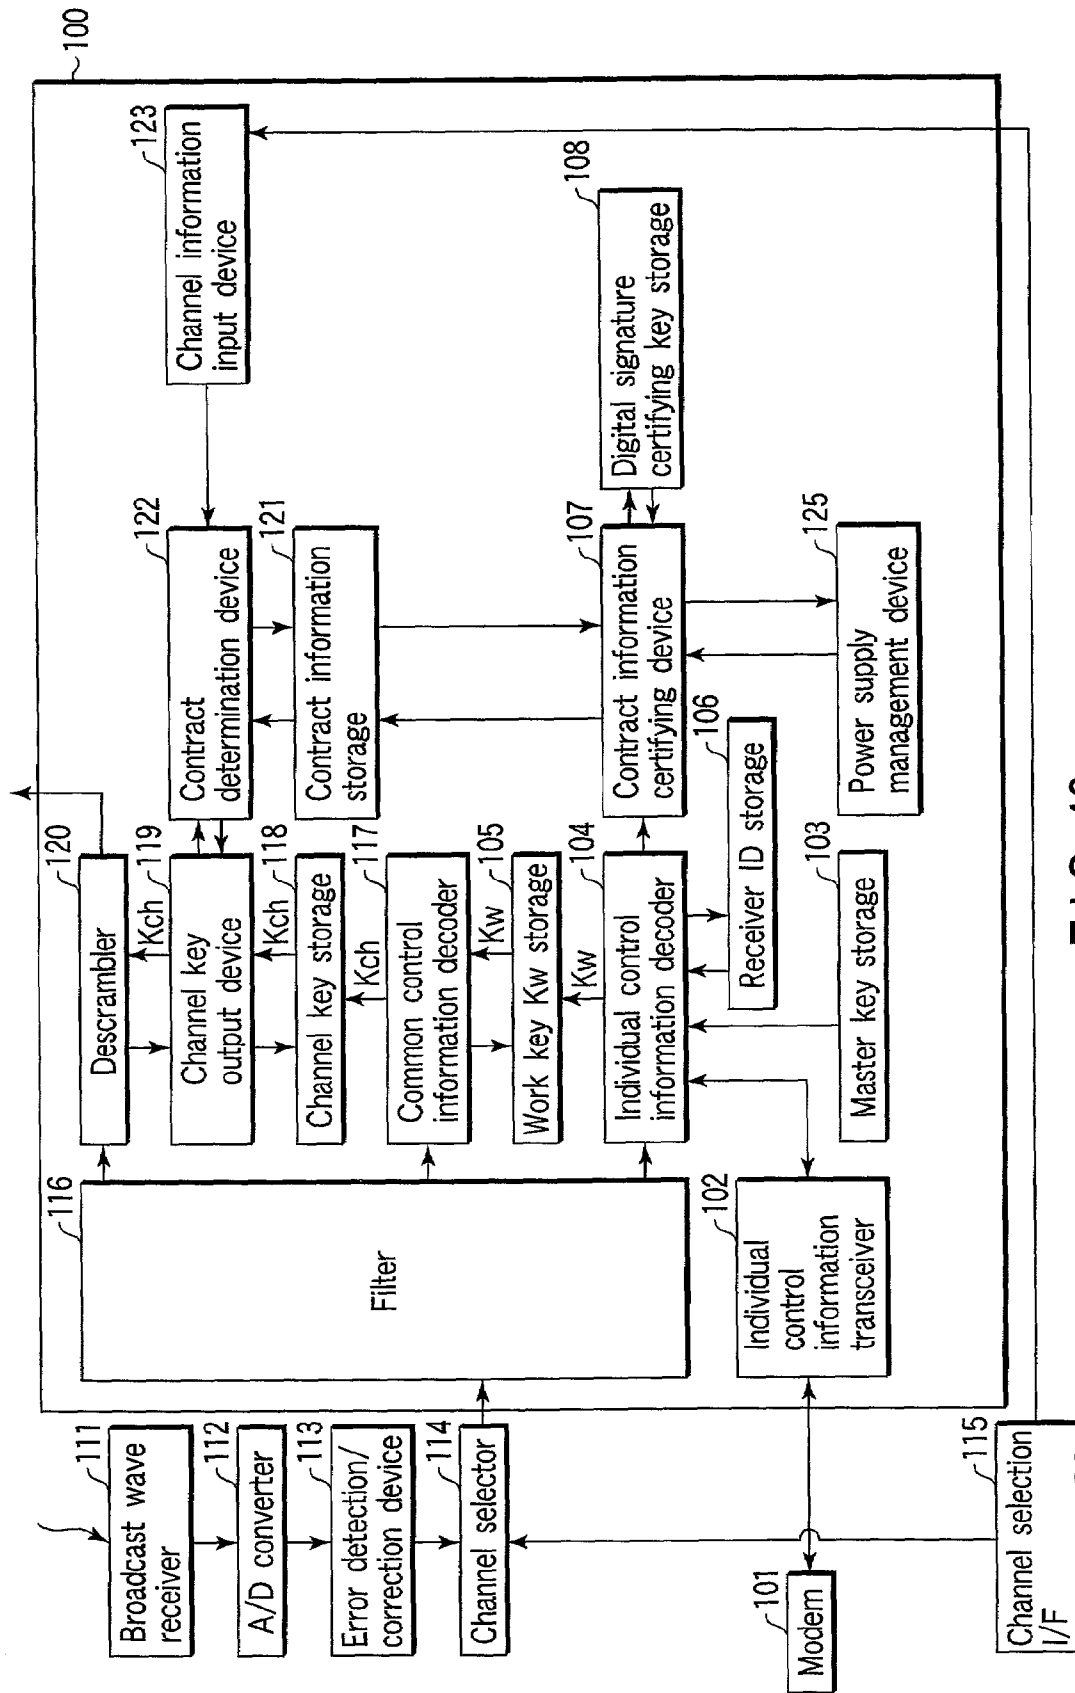 100
111
Broadcast wave
receiver
112
A/D converter
113
Error detection/
correction device
114
Channel selector
101
Modem
115
Channel selection
I/F
116
Filter
102
Individual
control
information
transceiver
120
Descrambler
Kch
119
Channel key
output device
Kch
118
Channel key storage
Kch
117
Common control
information decoder
Kw
105
Work key Kw storage
Kw
104
Individual control
information decoder
106
Receiver ID storage
103
Master key storage
122
Contract
determination device
121
Contract information
storage
107
Contract information
certifying device
125
Power supply
management device
123
Channel information
input device
108
Digital signature
certifying key storage